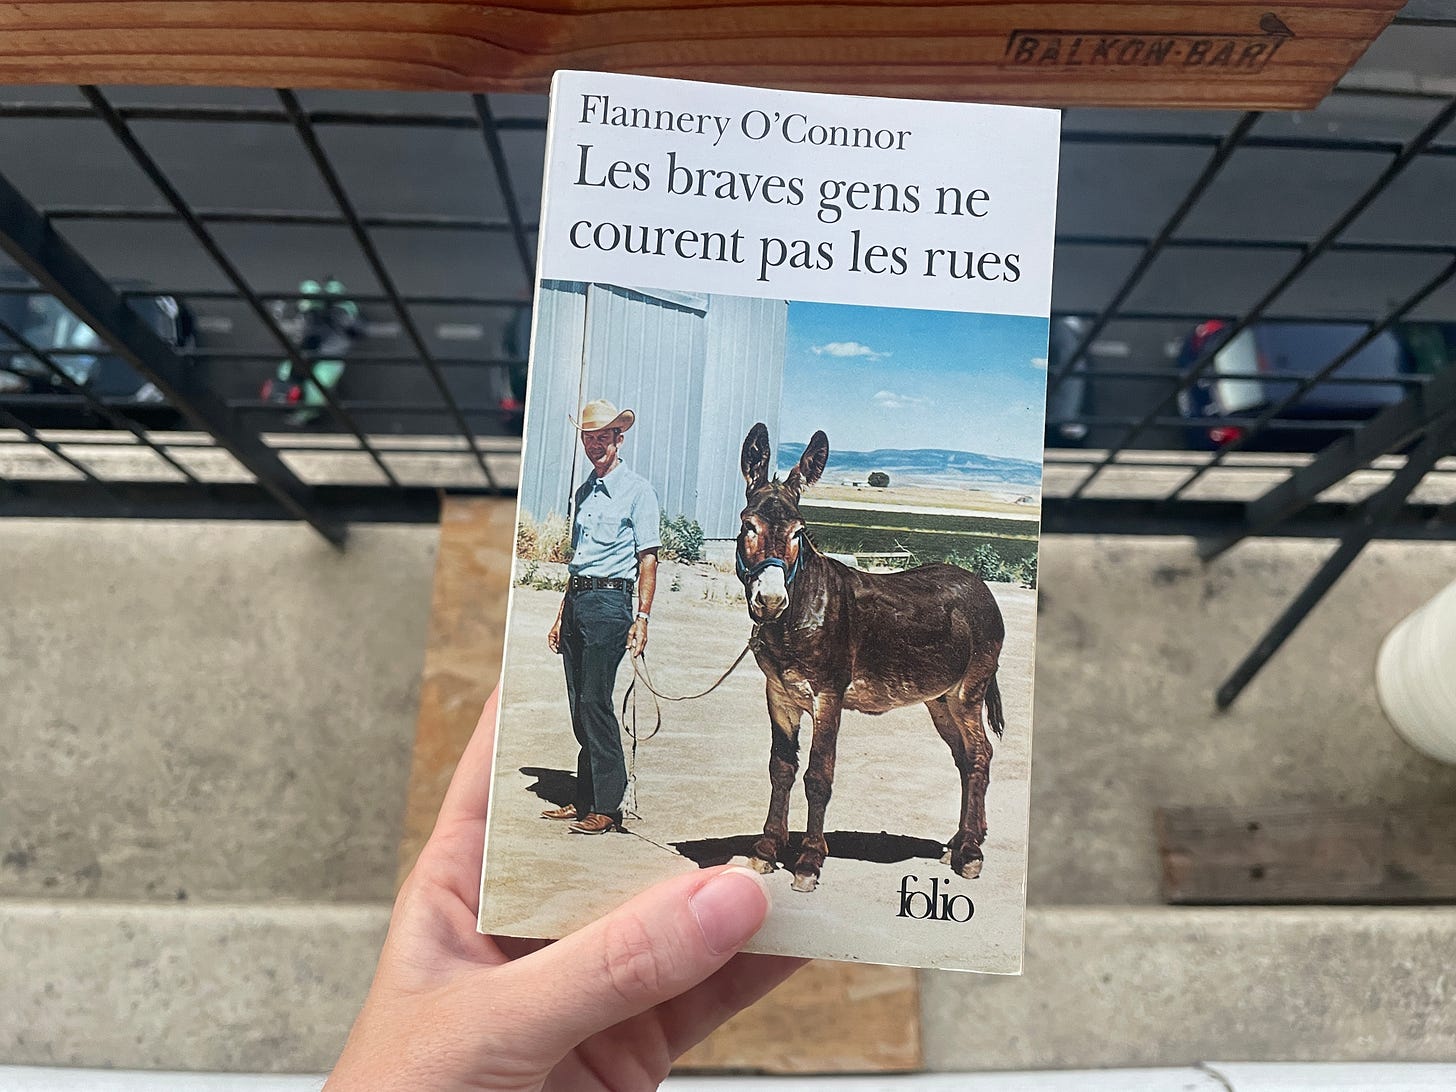 BALKON-BAR
Flannery O'Connor
Les braves gens ne
courent pas les rues
folio